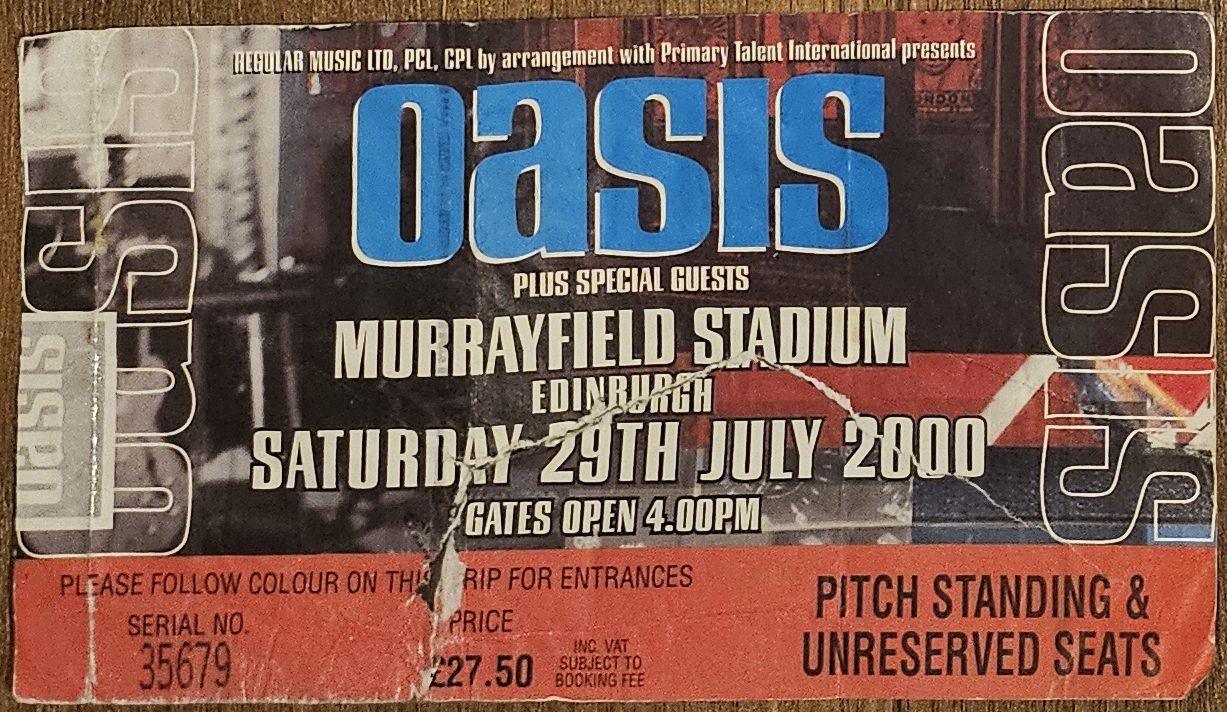 REGULAR MUSIC LTD, PCL, CPL by arrangement with Primary Talent International presents
oasis
PLUS SPECIAL GUESTS
MURRAYFIELD STADIUM
EDINBURGH
SATURDAY 29TH JULY 2000
GATES OPEN 4.00PM
oasis
oasis
oasis
PLEASE FOLLOW COLOUR ON THIS RIP FOR ENTRANCES
SERIAL NO.
35679
PRICE
£27.50
INC. VAT
SUBJECT TO
BOOKING FEE
PITCH STANDING &
UNRESERVED SEATS